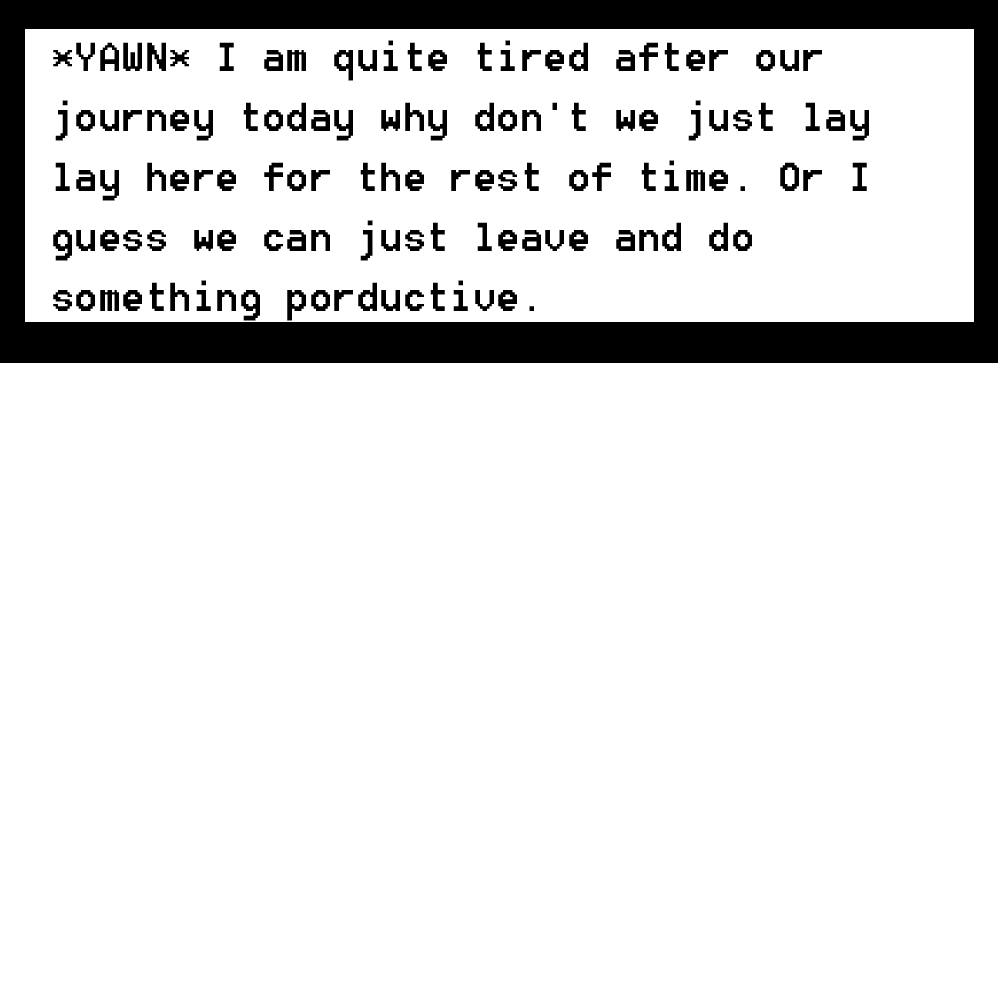 *YAWN* I am quite tired after our
journey today why don't we just lay
lay here for the rest of time. Or I
guess we can just leave and do
something porductive.